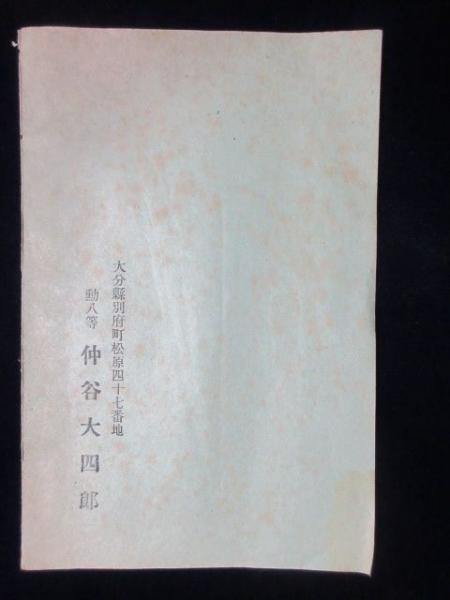 大分縣別府町松原四十七番地
勳八等 仲谷大四郎